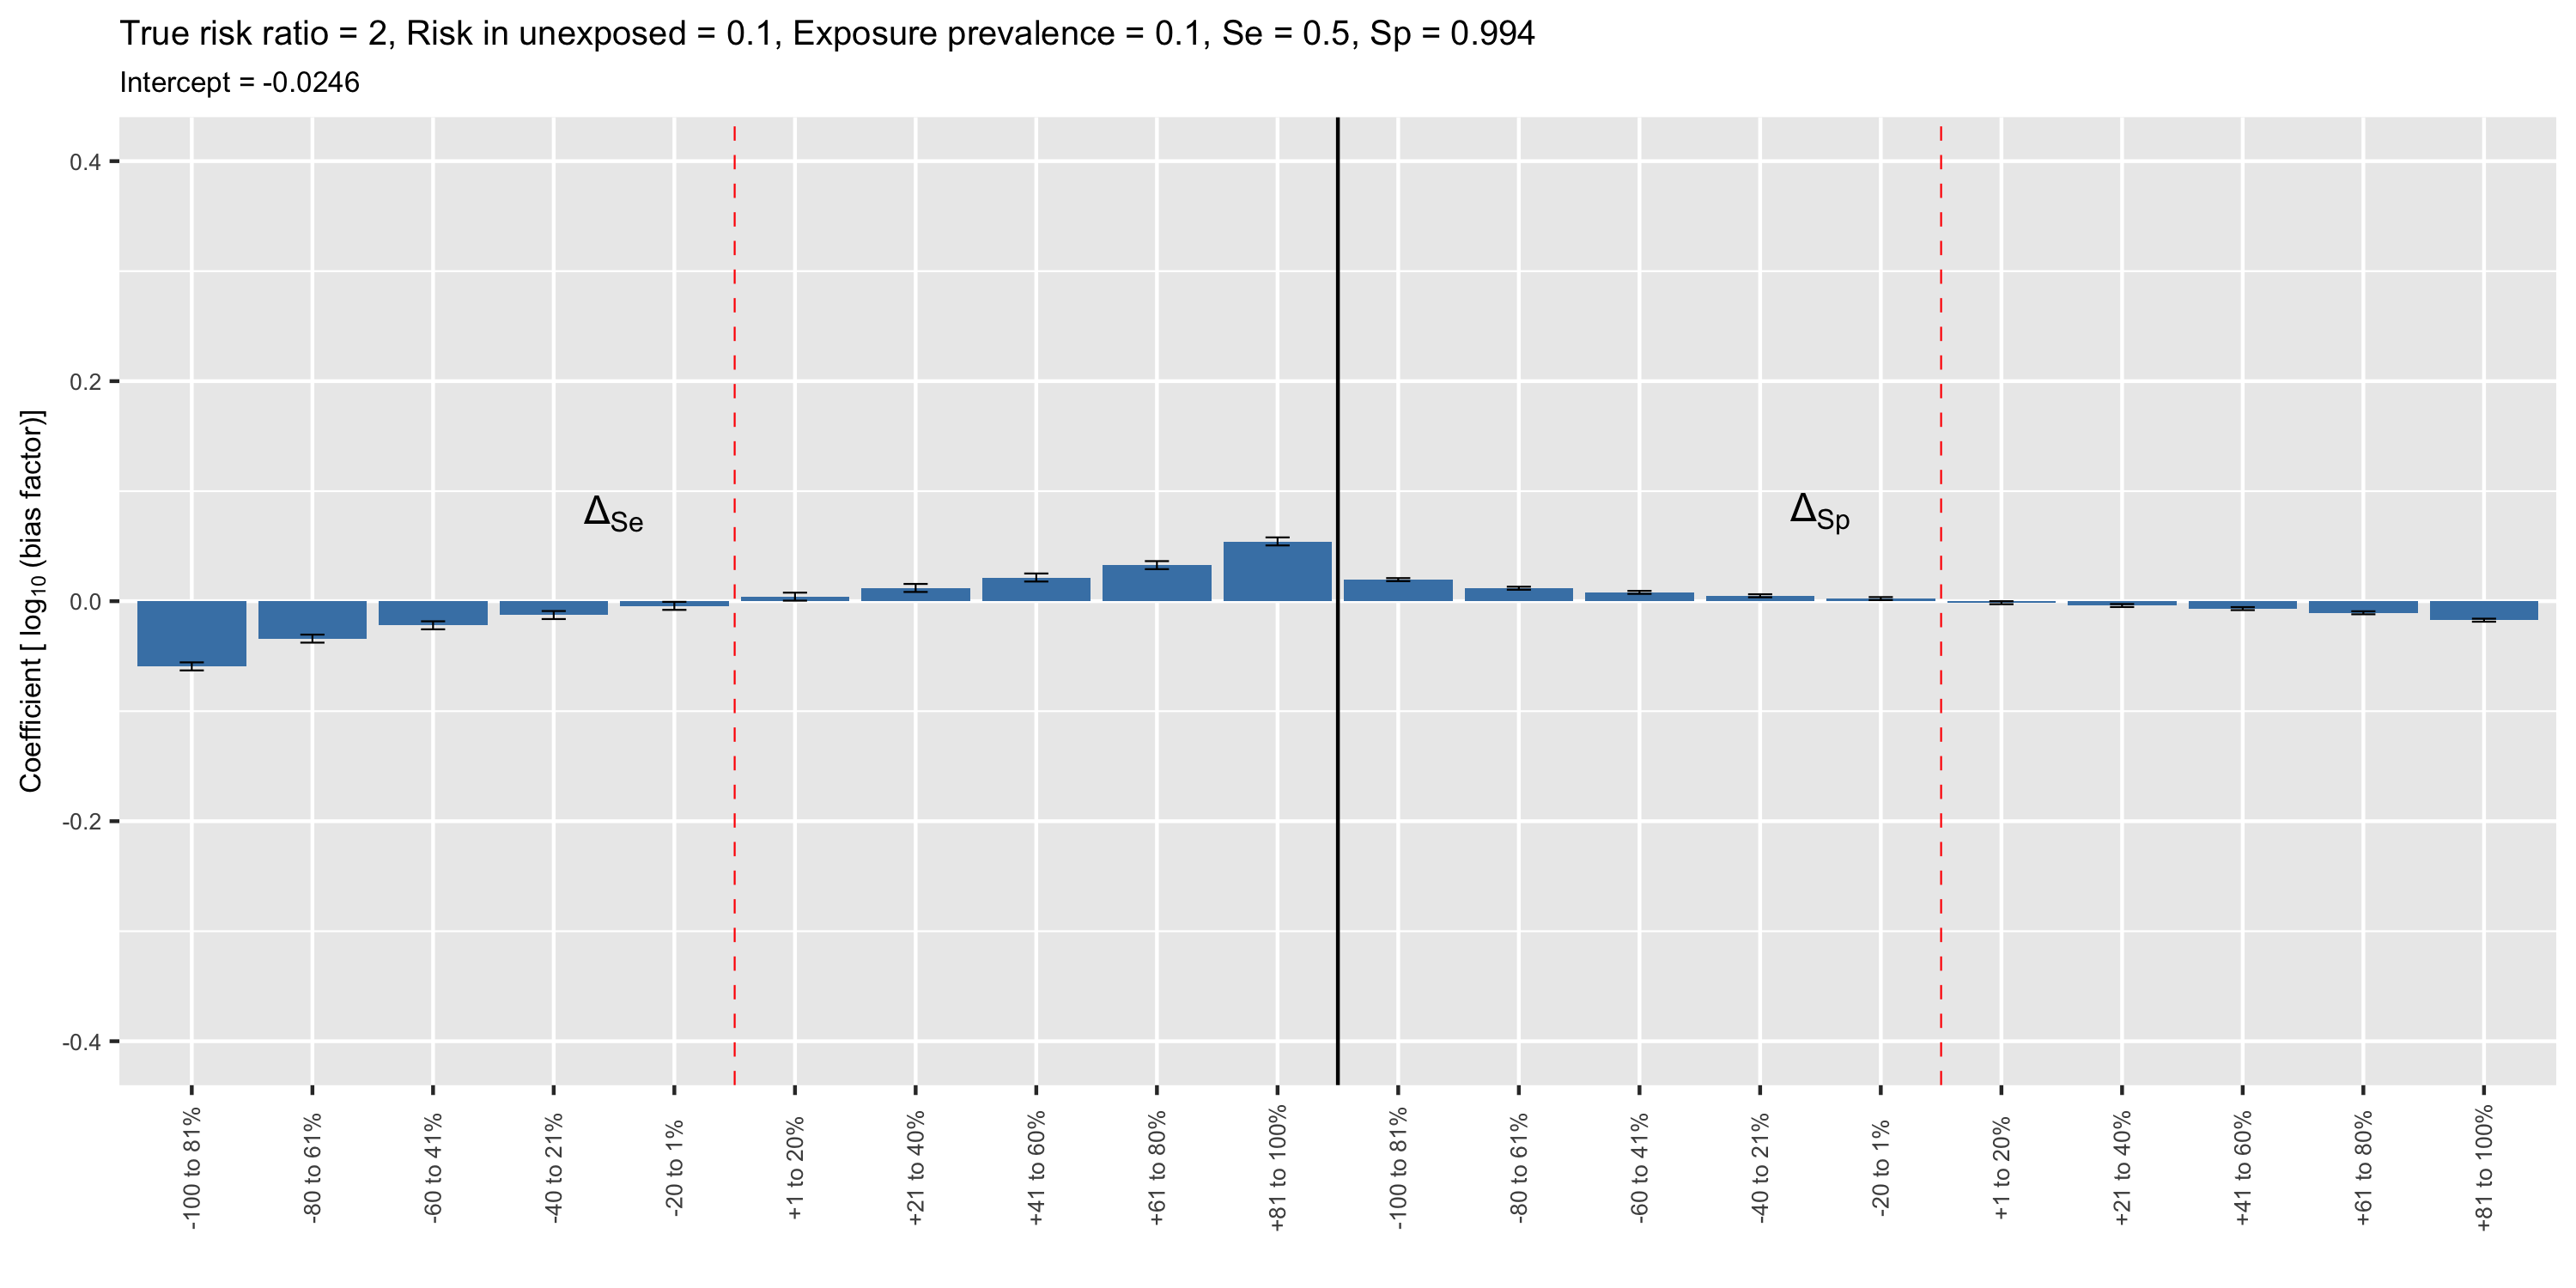 True risk ratio = 2, Risk in unexposed = 0.1, Exposure prevalence = 0.1, Se = 0.5, Sp = 0.994
Intercept = -0.0246
Coefficient [ log10 (bias factor)]
0.4
0.2
0.0
-0.2
-0.4
ΔSe
ΔSp
-100 to 81%
-80 to 61%
-60 to 41%
-40 to 21%
-20 to 1%
+1 to 20%
+21 to 40%
+41 to 60%
+61 to 80%
+81 to 100%
-100 to 81%
-80 to 61%
-60 to 41%
-40 to 21%
-20 to 1%
+1 to 20%
+21 to 40%
+41 to 60%
+61 to 80%
+81 to 100%